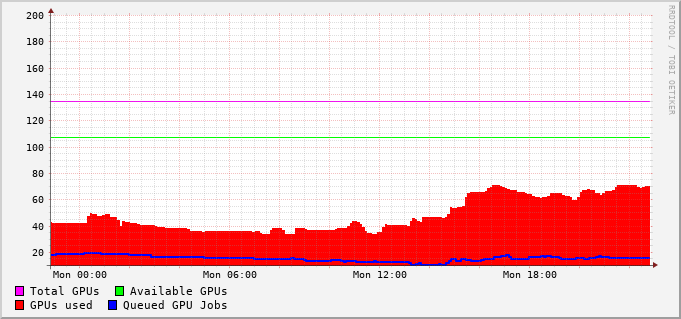 200
180
160
140
120
100
80
60
40
20
Mon 00:00 Mon 06:00 Mon 12:00 Mon 18:00
Total GPUs Available GPUs
GPUs used Queued GPU Jobs
RRDTOOL / TOBI OETIKER